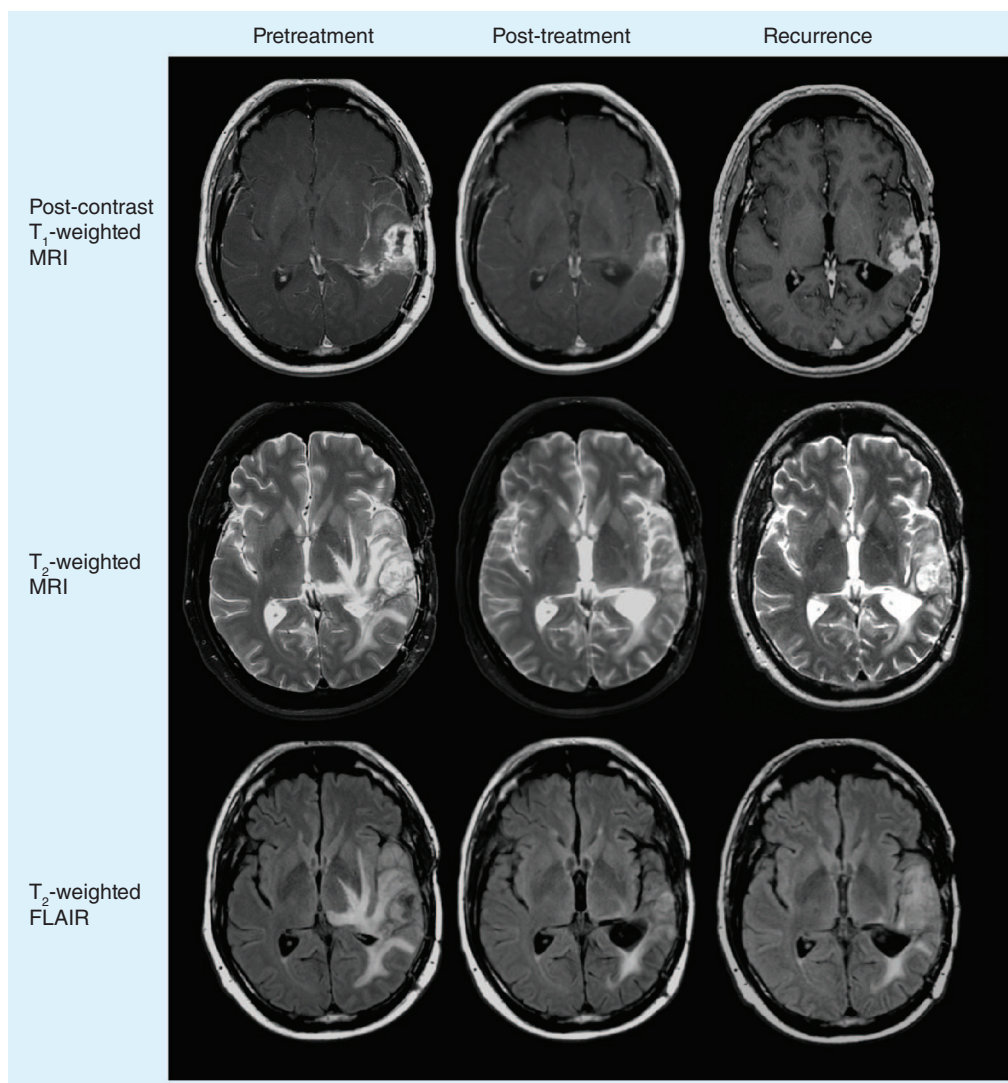 Pretreatment Post-treatment Recurrence
Post-contrast
T₁-weighted
MRI
T₂-weighted
MRI
T₂-weighted
FLAIR